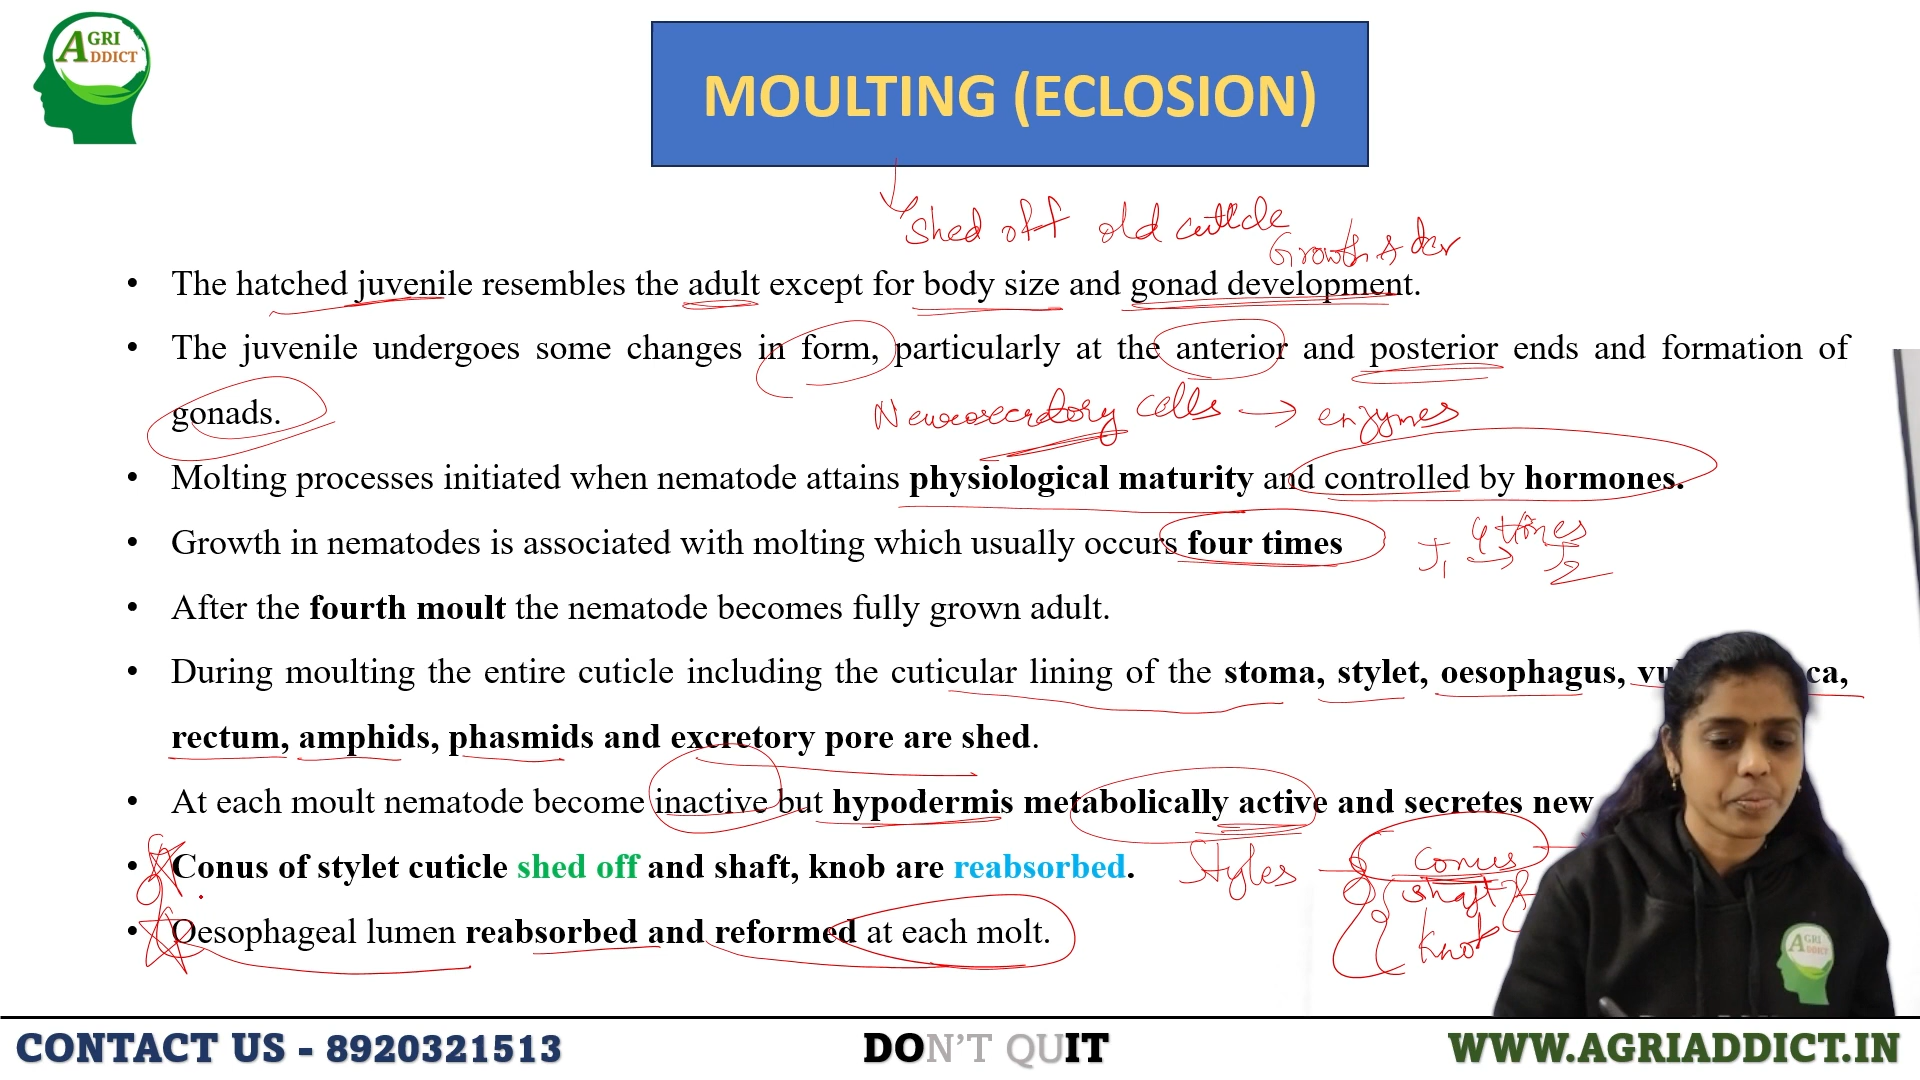 AGRI
ADDICT
MOULTING (ECLOSION)
Shed off old cuticle
Growth & dev
• The hatched juvenile resembles the adult except for body size and gonad development.
• The juvenile undergoes some changes in form, particularly at the anterior and posterior ends and formation of
gonads.
Neurosecretory cells → enzymes
• Molting processes initiated when nematode attains physiological maturity and controlled by hormones.
• Growth in nematodes is associated with molting which usually occurs four times
4 times
J1 → J2
• After the fourth moult the nematode becomes fully grown adult.
• During moulting the entire cuticle including the cuticular lining of the stoma, stylet, oesophagus,
rectum, amphids, phasmids and excretory pore are shed.
• At each moult nematode become inactive but hypodermis metabolically active and secretes new
• Conus of stylet cuticle shed off and shaft, knob are reabsorbed.
Styles
Conus
shaft &
knob
• Oesophageal lumen reabsorbed and reformed at each molt.
AGRI
ADDICT
CONTACT US - 8920321513 DON'T QUIT WWW.AGRIADDICT.IN